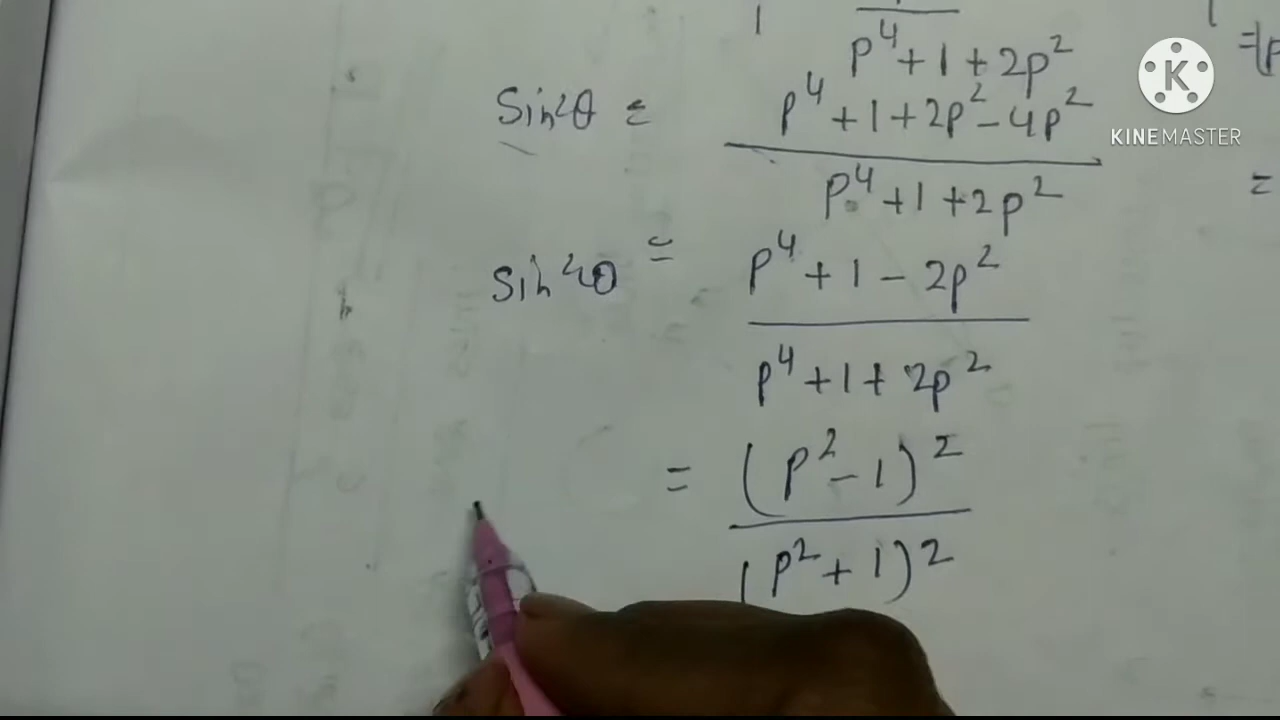 p⁴ + 1 + 2p²
Sin²θ = p⁴ + 1 + 2p² - 4p²
p⁴ + 1 + 2p²
Sin²θ = p⁴ + 1 - 2p²
p⁴ + 1 + 2p²
= (p² - 1)²
(p² + 1)²
K
KINEMASTER
=